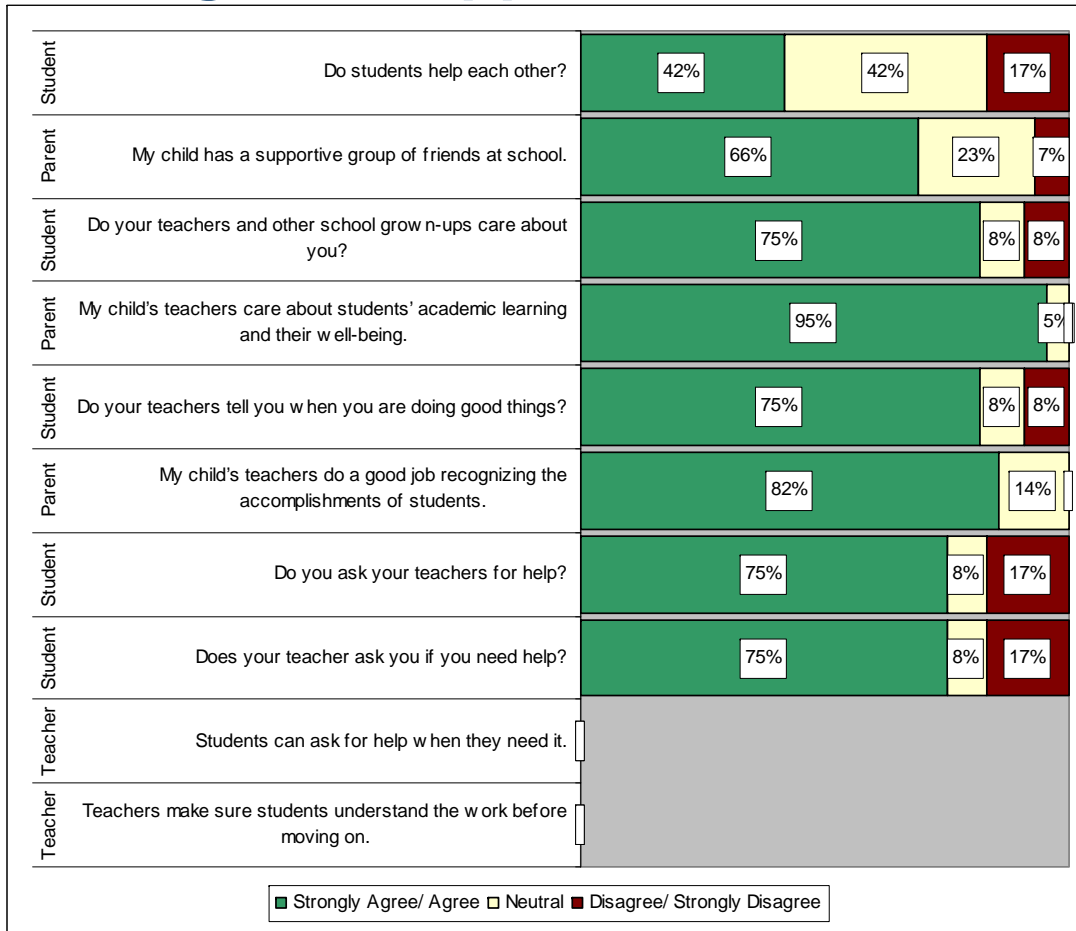 Student
Do students help each other?
42%
42%
17%
Parent
My child has a supportive group of friends at school.
66%
23%
7%
Student
Do your teachers and other school grown-ups care about
you?
75%
8%
8%
Parent
My child's teachers care about students' academic learning
and their well-being.
95%
5%
Student
Do your teachers tell you when you are doing good things?
75%
8%
8%
Parent
My child's teachers do a good job recognizing the
accomplishments of students.
82%
14%
Student
Do you ask your teachers for help?
75%
8%
17%
Student
Does your teacher ask you if you need help?
75%
8%
17%
Teacher
Students can ask for help when they need it.
Teacher
Teachers make sure students understand the work before
moving on.
Strongly Agree/ Agree
Neutral
Disagree/ Strongly Disagree